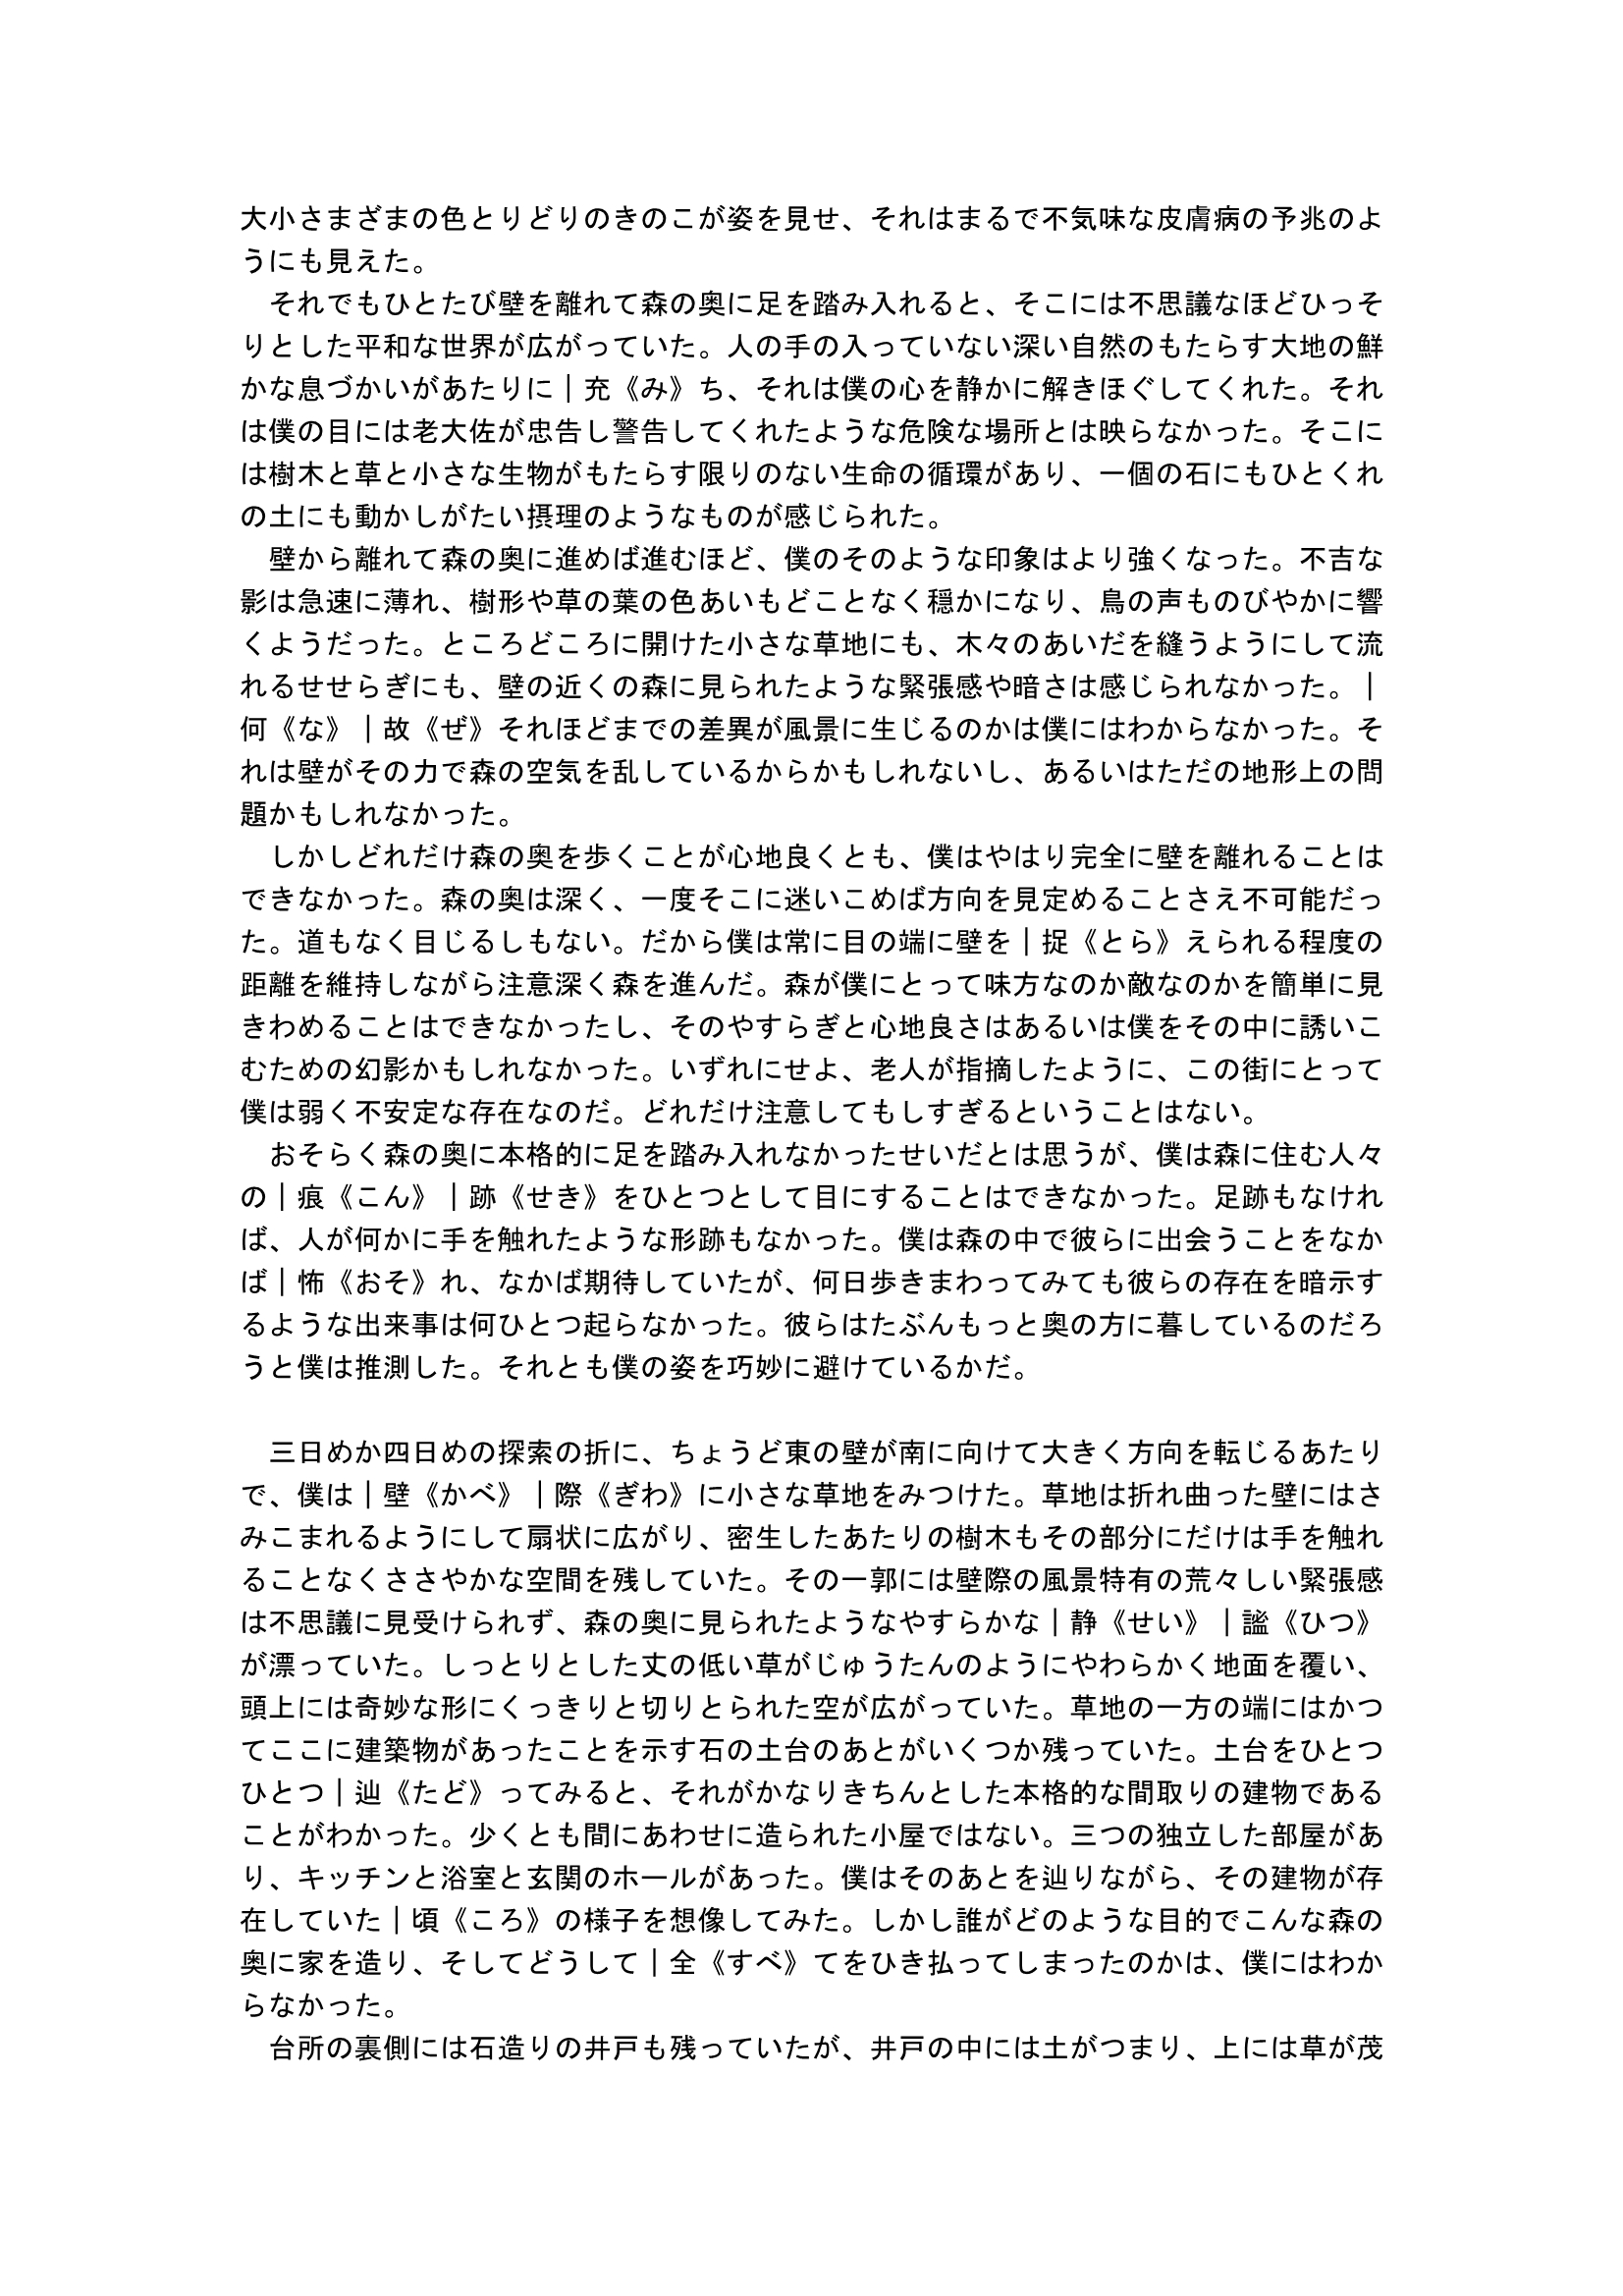 大小さまざまの色とりどりのきのこが姿を見せ、それはまるで不気味な皮膚病の予兆のよ
うにも見えた。
　それでもひとたび壁を離れて森の奥に足を踏み入れると、そこには不思議なほどひっそ
りとした平和な世界が広がっていた。人の手の入っていない深い自然のもたらす大地の鮮
かな息づかいがあたりに｜充《み》ち、それは僕の心を静かに解きほぐしてくれた。それ
は僕の目には老大佐が忠告し警告してくれたような危険な場所とは映らなかった。そこに
は樹木と草と小さな生物がもたらす限りのない生命の循環があり、一個の石にもひとくれ
の土にも動かしがたい摂理のようなものが感じられた。
　壁から離れて森の奥に進めば進むほど、僕のそのような印象はより強くなった。不吉な
影は急速に薄れ、樹形や草の葉の色あいもどことなく穏かになり、鳥の声ものびやかに響
くようだった。ところどころに開けた小さな草地にも、木々のあいだを縫うようにして流
れるせせらぎにも、壁の近くの森に見られたような緊張感や暗さは感じられなかった。｜
何《な》｜故《ぜ》それほどまでの差異が風景に生じるのかは僕にはわからなかった。そ
れは壁がその力で森の空気を乱しているからかもしれないし、あるいはただの地形上の問
題かもしれなかった。
　しかしどれだけ森の奥を歩くことが心地良くとも、僕はやはり完全に壁を離れることは
できなかった。森の奥は深く、一度そこに迷いこめば方向を見定めることさえ不可能だっ
た。道もなく目じるしもない。だから僕は常に目の端に壁を｜捉《とら》えられる程度の
距離を維持しながら注意深く森を進んだ。森が僕にとって味方なのか敵なのかを簡単に見
きわめることはできなかったし、そのやすらぎと心地良さはあるいは僕をその中に誘いこ
むための幻影かもしれなかった。いずれにせよ、老人が指摘したように、この街にとって
僕は弱く不安定な存在なのだ。どれだけ注意してもしすぎるということはない。
　おそらく森の奥に本格的に足を踏み入れなかったせいだとは思うが、僕は森に住む人々
の｜痕《こん》｜跡《せき》をひとつとして目にすることはできなかった。足跡もなけれ
ば、人が何かに手を触れたような形跡もなかった。僕は森の中で彼らに出会うことをなか
ば｜怖《おそ》れ、なかば期待していたが、何日歩きまわってみても彼らの存在を暗示す
るような出来事は何ひとつ起らなかった。彼らはたぶんもっと奥の方に暮しているのだろ
うと僕は推測した。それとも僕の姿を巧妙に避けているかだ。

　三日めか四日めの探索の折に、ちょうど東の壁が南に向けて大きく方向を転じるあたり
で、僕は｜壁《かべ》｜際《ぎわ》に小さな草地をみつけた。草地は折れ曲った壁にはさ
みこまれるようにして扇状に広がり、密生したあたりの樹木もその部分にだけは手を触れ
ることなくささやかな空間を残していた。その一郭には壁際の風景特有の荒々しい緊張感
は不思議に見受けられず、森の奥に見られたようなやすらかな｜静《せい》｜謐《ひつ》
が漂っていた。しっとりとした丈の低い草がじゅうたんのようにやわらかく地面を覆い、
頭上には奇妙な形にくっきりと切りとられた空が広がっていた。草地の一方の端にはかつ
てここに建築物があったことを示す石の土台のあとがいくつか残っていた。土台をひとつ
ひとつ｜辿《たど》ってみると、それがかなりきちんとした本格的な間取りの建物である
ことがわかった。少くとも間にあわせに造られた小屋ではない。三つの独立した部屋があ
り、キッチンと浴室と玄関のホールがあった。僕はそのあとを辿りながら、その建物が存
在していた｜頃《ころ》の様子を想像してみた。しかし誰がどのような目的でこんな森の
奥に家を造り、そしてどうして｜全《すべ》てをひき払ってしまったのかは、僕にはわか
らなかった。
　台所の裏側には石造りの井戸も残っていたが、井戸の中には土がつまり、上には草が茂